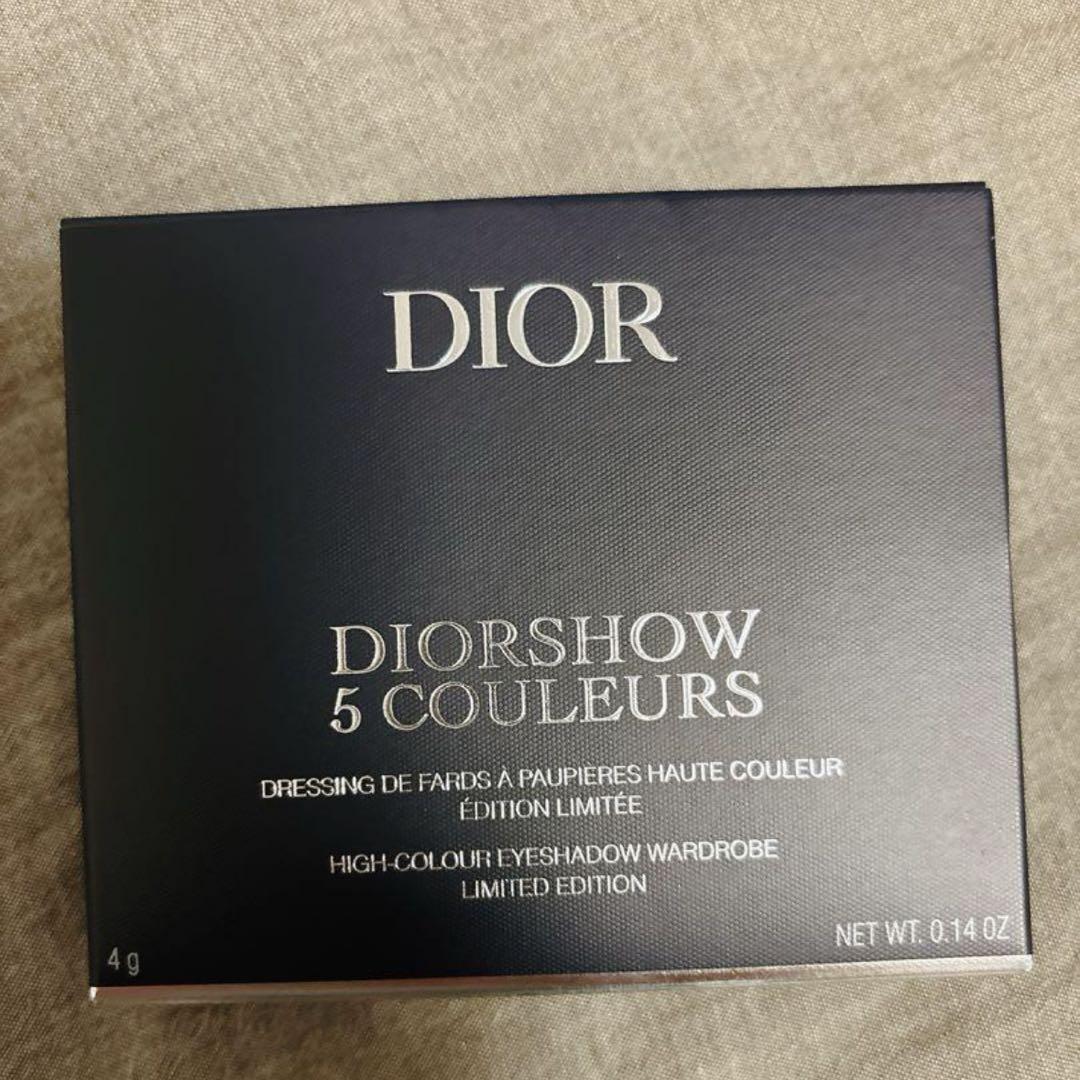 DIOR
DIORSHOW
5 COULEURS
DRESSING DE FARDS À PAUPIERES HAUTE COULEUR
ÉDITION LIMITÉE
HIGH-COLOUR EYESHADOW WARDROBE
LIMITED EDITION
4 g
NET WT. 0.14 OZ